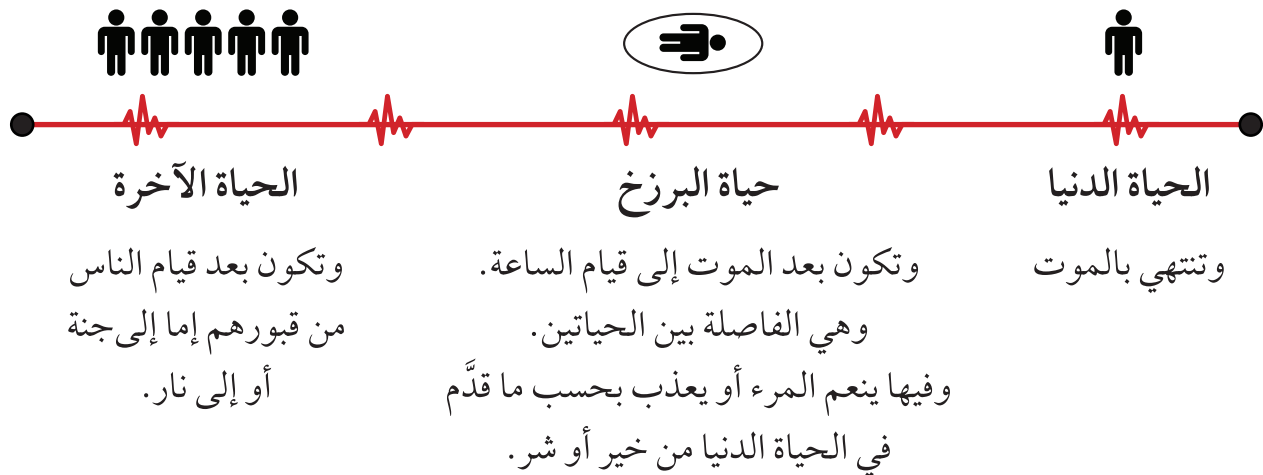 الحياة الدنيا
وتنتهي بالموت
حياة البرزخ
وتكون بعد الموت إلى قيام الساعة.
وهي الفاصلة بين الحياتين.
وفيها ينعم المرء أو يعذب بحسب ما قدَّم
في الحياة الدنيا من خير أو شر.
الحياة الآخرة
وتكون بعد قيام الناس
من قبورهم إما إلى جنة
أو إلى نار.